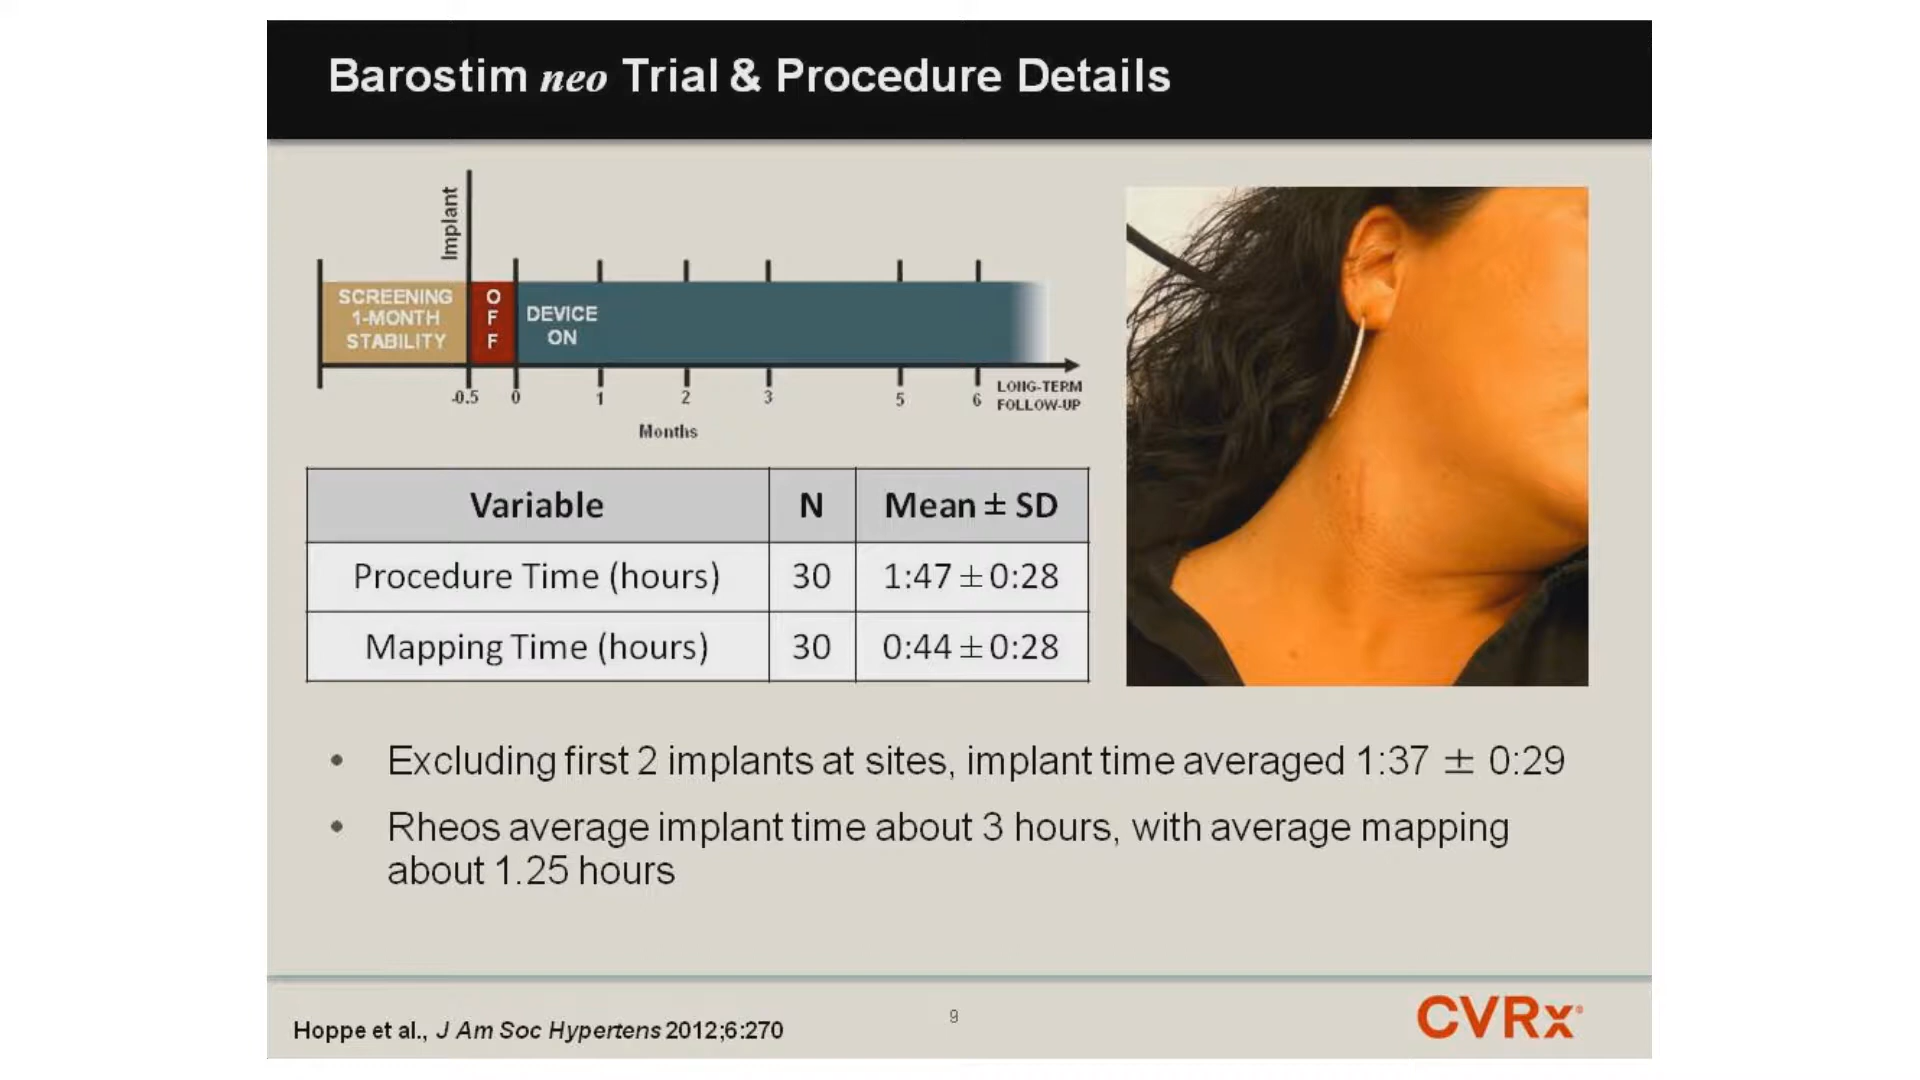 Barostim neo Trial & Procedure Details
Implant
SCREENING
1-MONTH
STABILITY
OFF
DEVICE
ON
-0.5 0 1 2 3 5 6
LONG-TERM
FOLLOW-UP
Months
Variable N Mean ± SD
Procedure Time (hours) 30 1:47 ± 0:28
Mapping Time (hours) 30 0:44 ± 0:28
• Excluding first 2 implants at sites, implant time averaged 1:37 ± 0:29
• Rheos average implant time about 3 hours, with average mapping
about 1.25 hours
Hoppe et al., J Am Soc Hypertens 2012;6:270
9
CVRx®